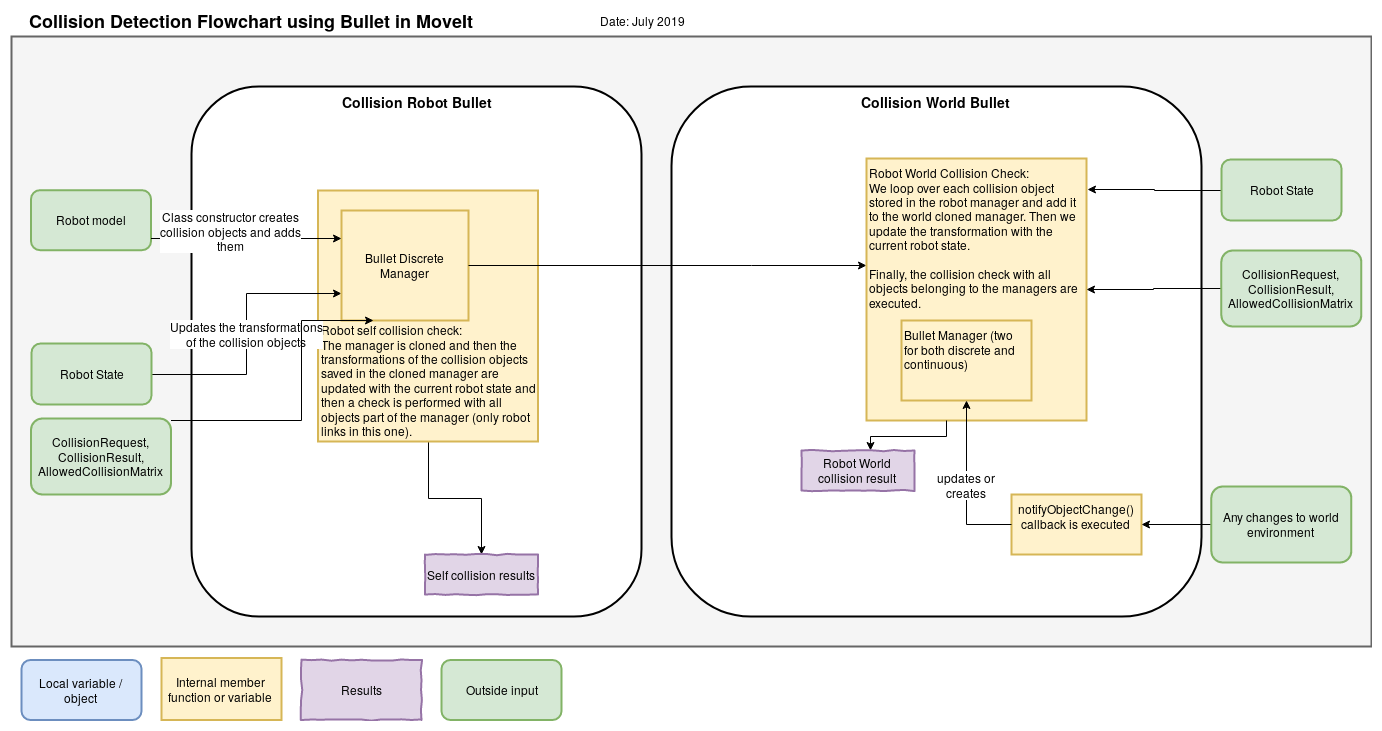 Collision Detection Flowchart using Bullet in MoveIt
Date: July 2019
Collision Robot Bullet
Robot model
Class constructor creates
collision objects and adds
them
Bullet Discrete
Manager
Updates the transformations
of the collision objects
Robot State
CollisionRequest,
CollisionResult,
AllowedCollisionMatrix
Robot self collision check:
The manager is cloned and then the
transformations of the collision objects
saved in the cloned manager are
updated with the current robot state and
then a check is performed with all
objects part of the manager (only robot
links in this one).
Self collision results
Collision World Bullet
Robot World Collision Check:
We loop over each collision object
stored in the robot manager and add it
to the world cloned manager. Then we
update the transformation with the
current robot state.
Finally, the collision check with all
objects belonging to the managers are
executed.
Bullet Manager (two
for both discrete and
continuous)
Robot World
collision result
updates or
creates
notifyObjectChange()
callback is executed
Robot State
CollisionRequest,
CollisionResult,
AllowedCollisionMatrix
Any changes to world
environment
Local variable /
object
Internal member
function or variable
Results
Outside input